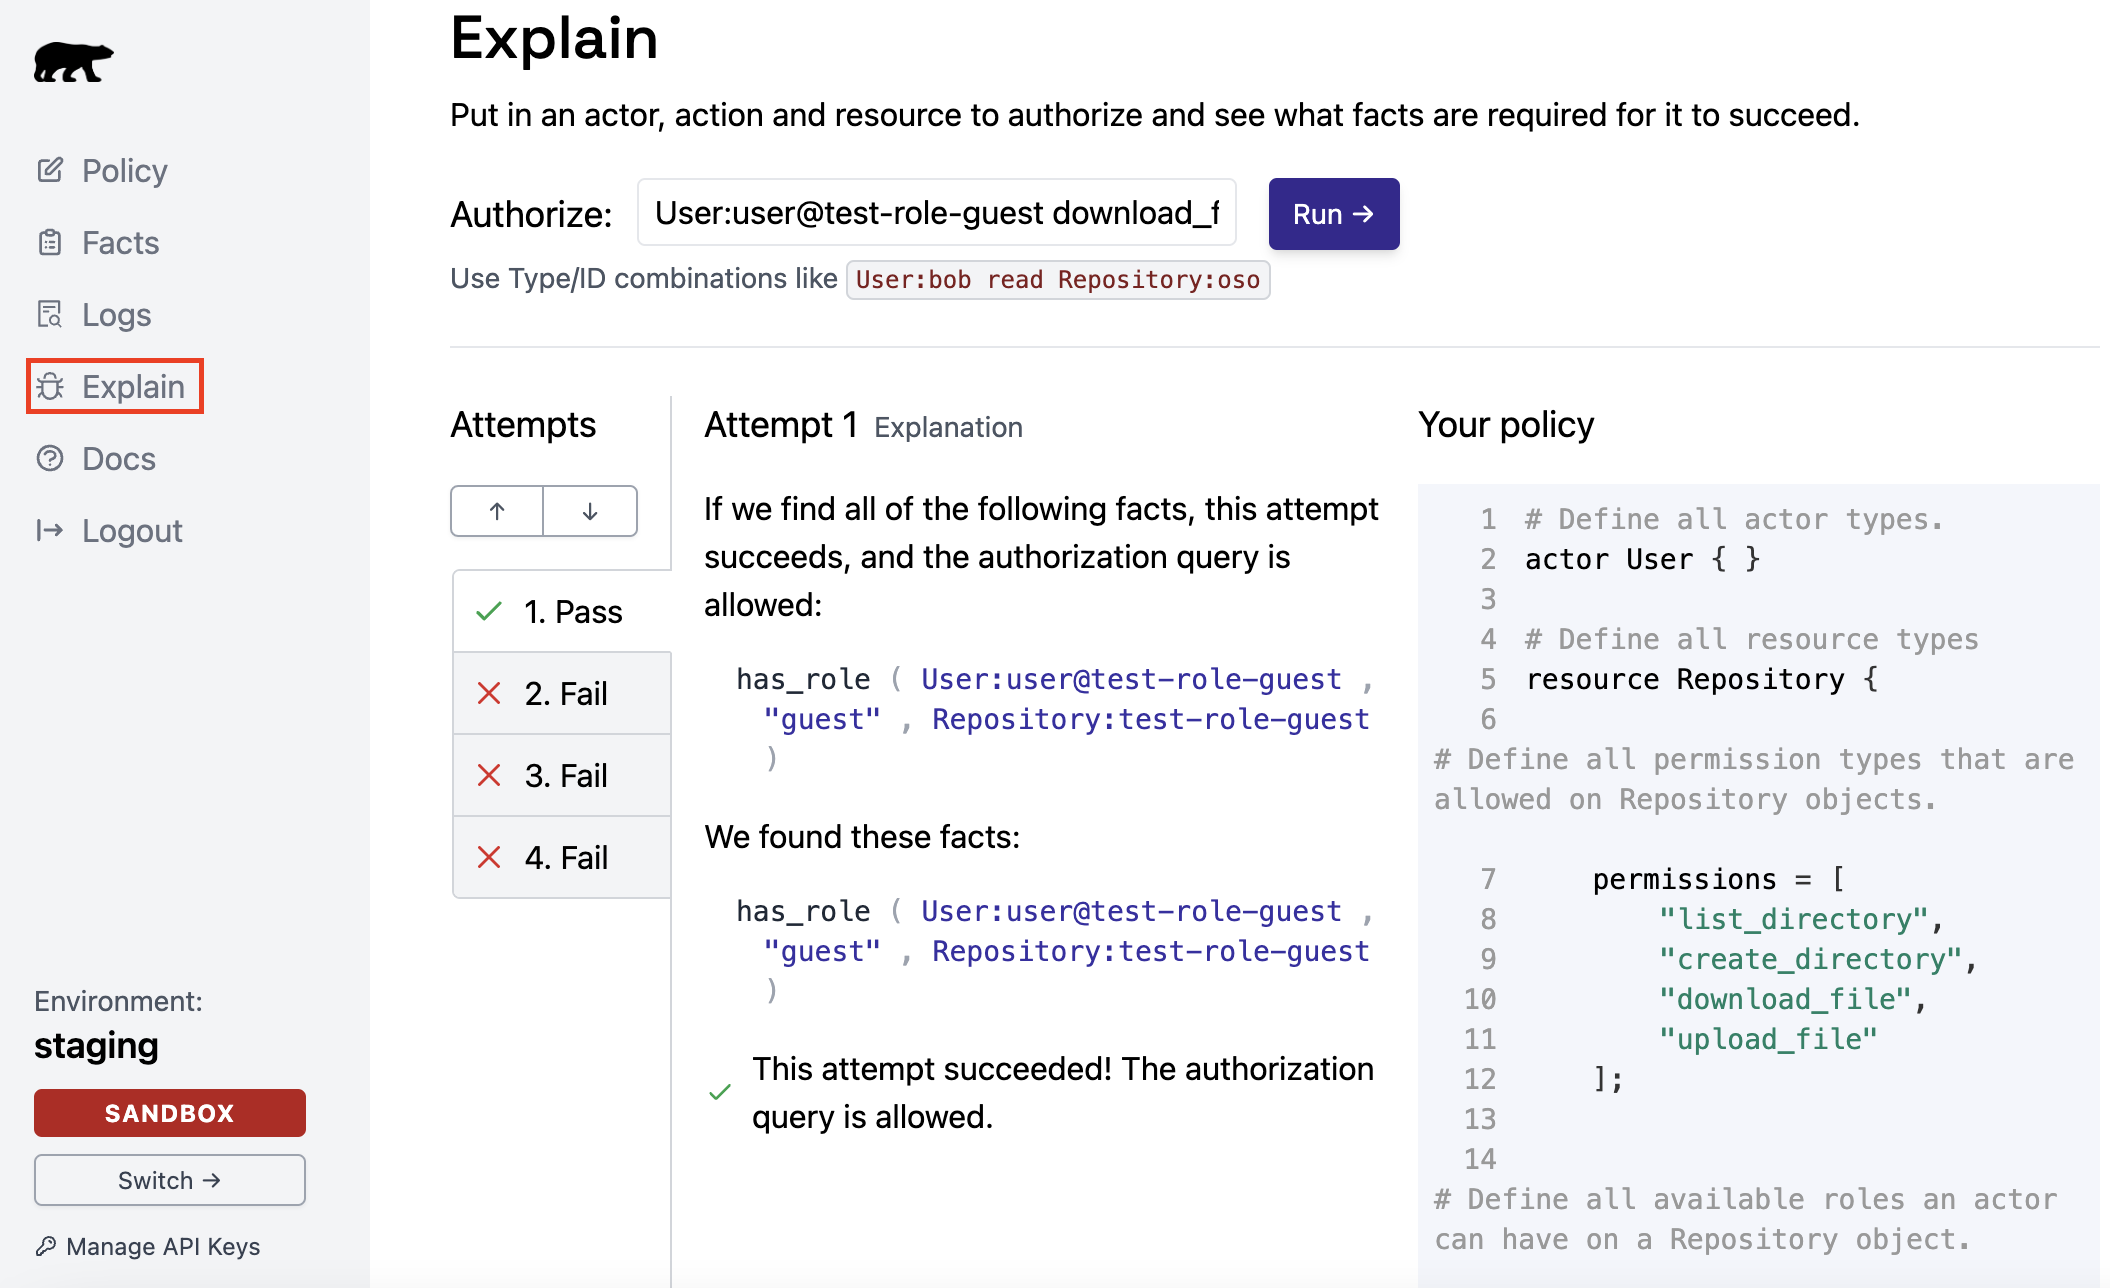 Policy
Facts
Logs
Explain
Docs
Logout
Environment:
staging
SANDBOX
Switch →
Manage API Keys
Explain
Put in an actor, action and resource to authorize and see what facts are required for it to succeed.
Authorize: User:user@test-role-guest download_f Run →
Use Type/ID combinations like User:bob read Repository:oso
Attempts
↑ ↓
1. Pass
2. Fail
3. Fail
4. Fail
Attempt 1 Explanation
If we find all of the following facts, this attempt
succeeds, and the authorization query is
allowed:
has_role ( User:user@test-role-guest ,
"guest" , Repository:test-role-guest
)
We found these facts:
has_role ( User:user@test-role-guest ,
"guest" , Repository:test-role-guest
)
This attempt succeeded! The authorization
query is allowed.
Your policy
1 # Define all actor types.
2 actor User { }
3
4 # Define all resource types
5 resource Repository {
6
# Define all permission types that are
allowed on Repository objects.
7 permissions = [
8 "list_directory",
9 "create_directory",
10 "download_file",
11 "upload_file"
12 ];
13
14
# Define all available roles an actor
can have on a Repository object.